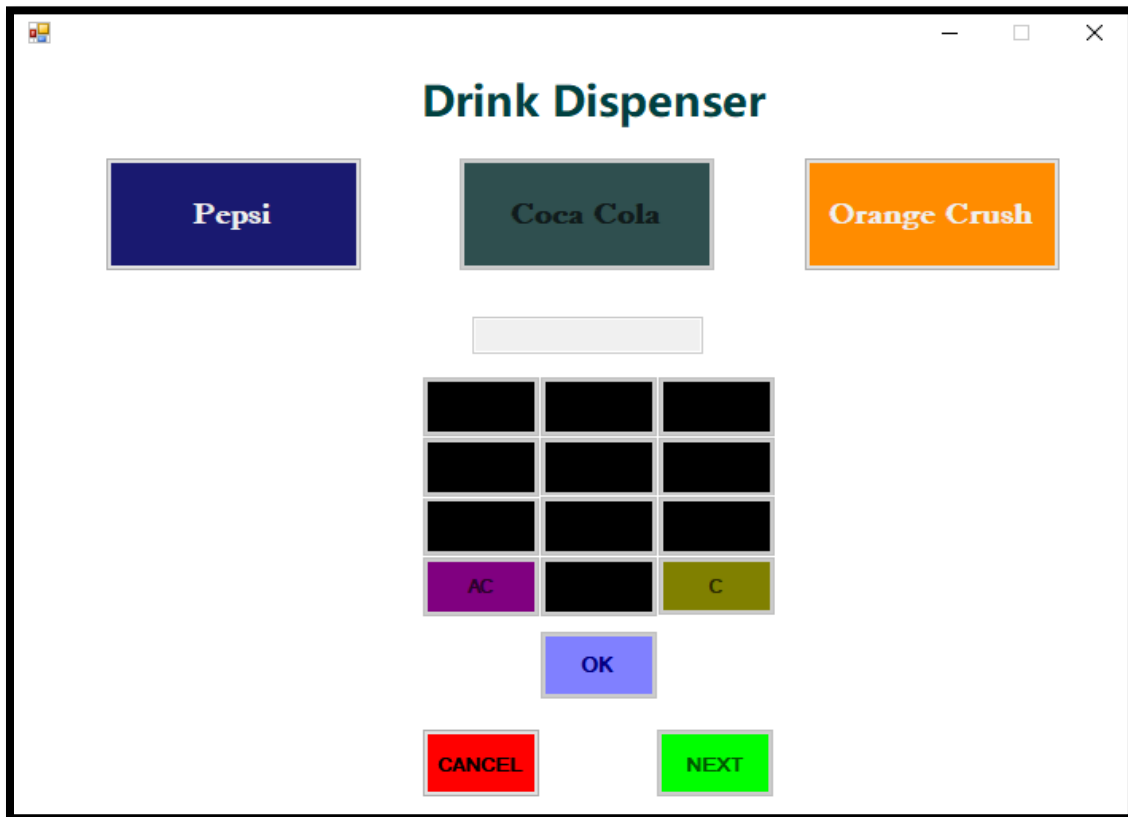 Drink Dispenser
Pepsi
Coca Cola
Orange Crush
AC
C
OK
CANCEL
NEXT